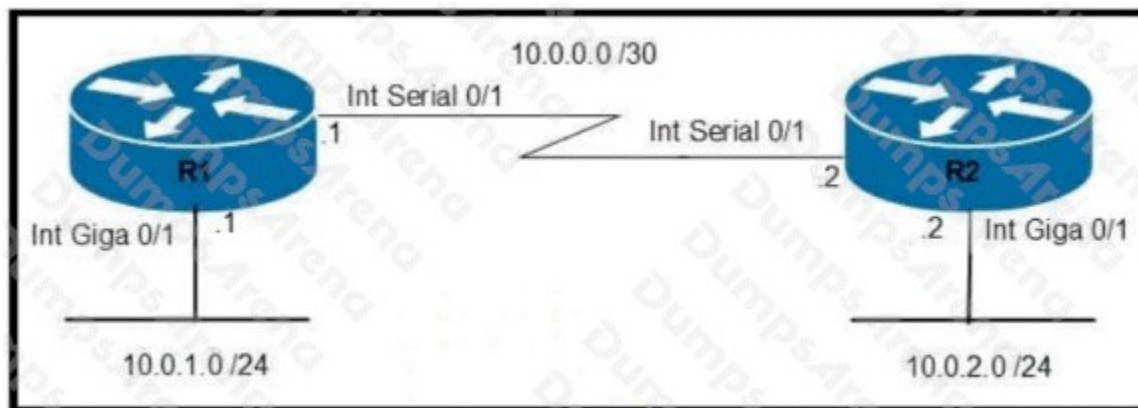 10.0.0.0 /30
Int Serial 0/1
.1
Int Serial 0/1
.2
R1
R2
Int Giga 0/1
.1
.2
Int Giga 0/1
10.0.1.0 /24
10.0.2.0 /24
DumpsArena